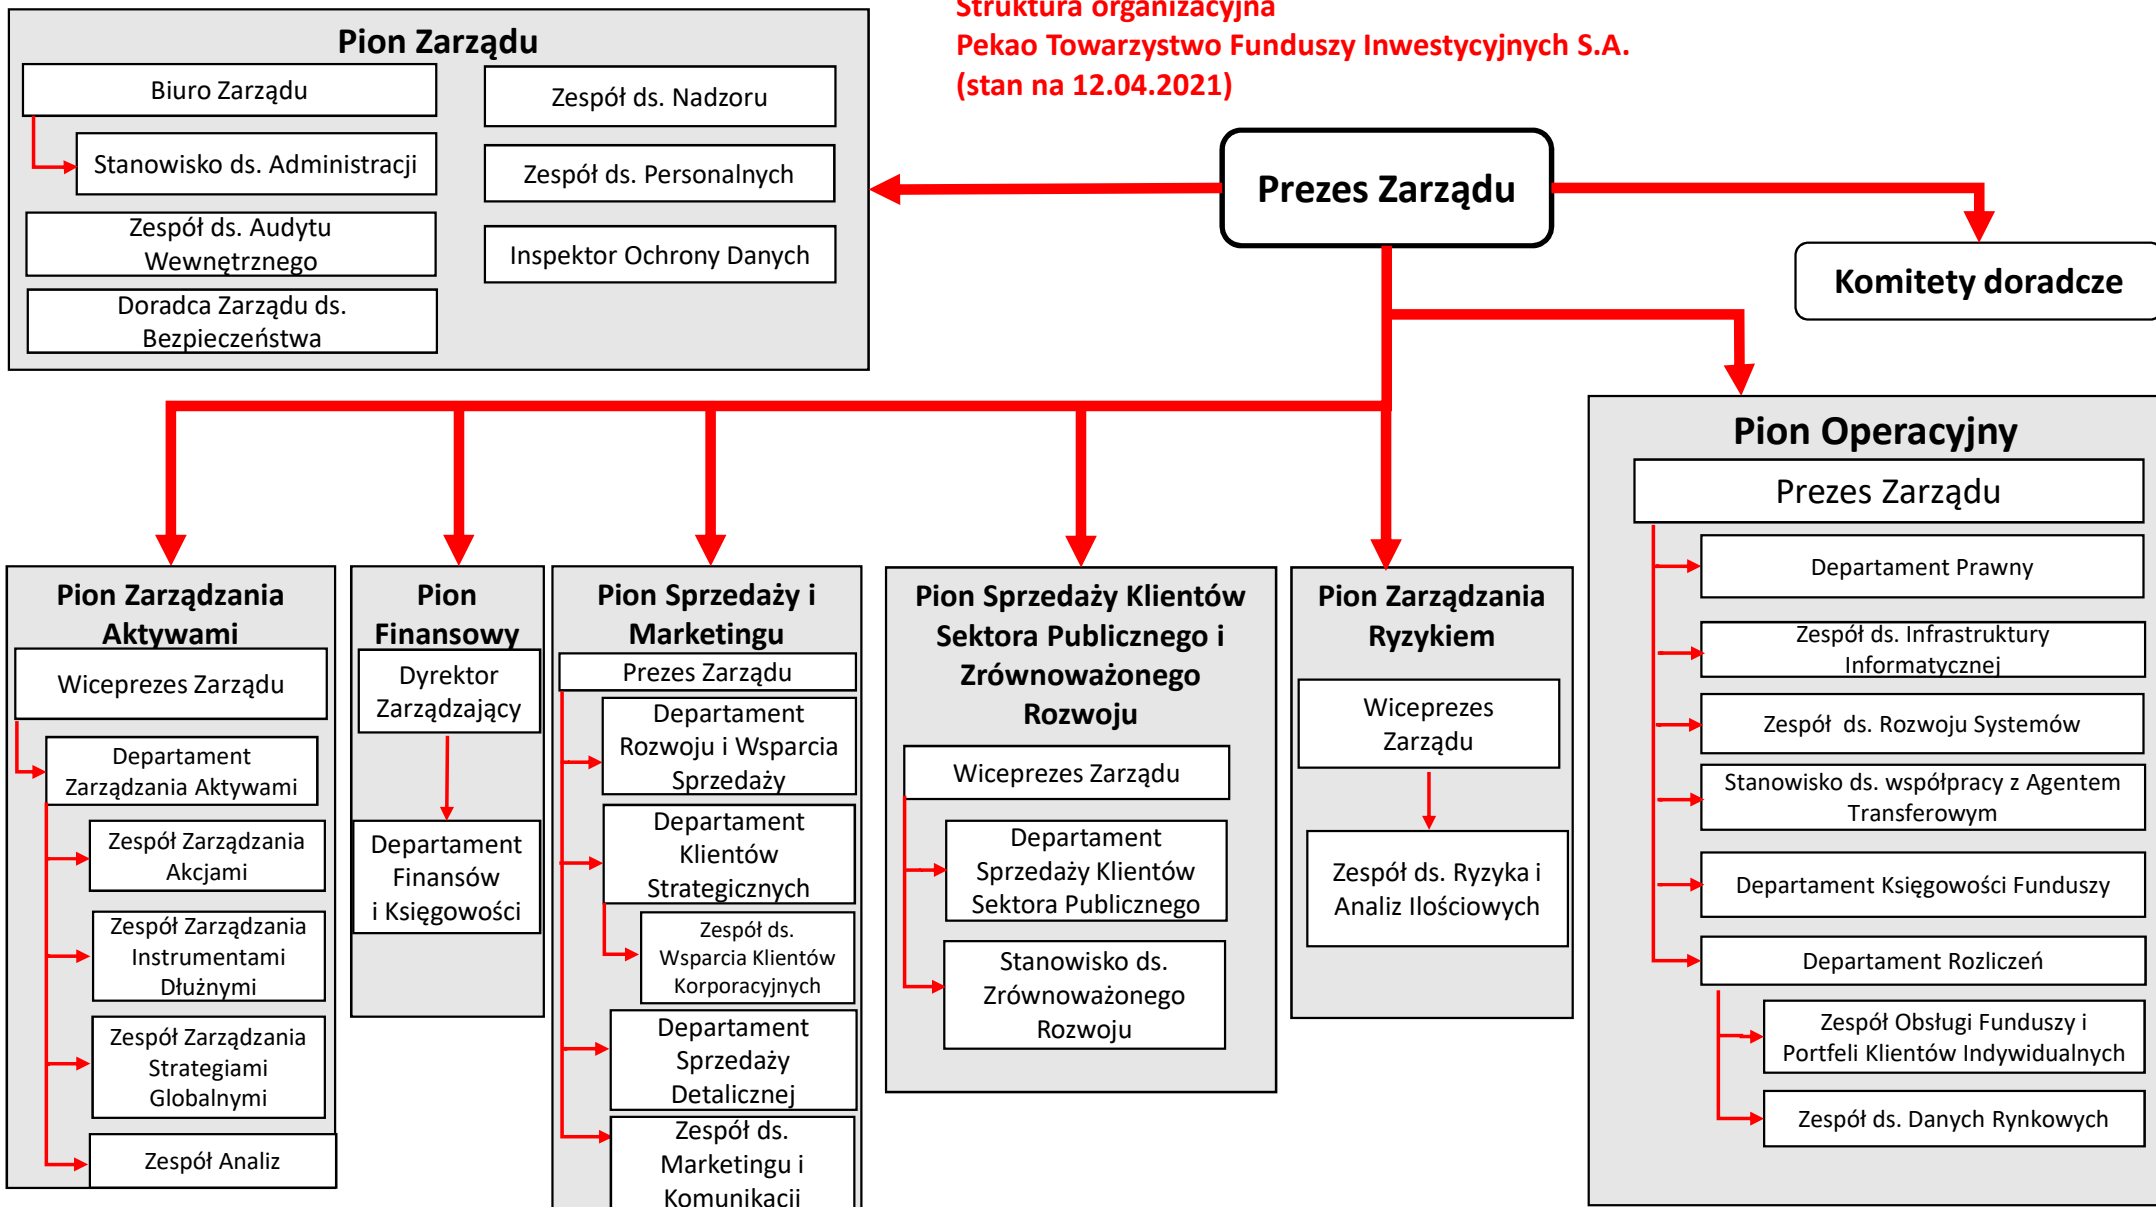 Struktura organizacyjna
Pekao Towarzystwo Funduszy Inwestycyjnych S.A.
(stan na 12.04.2021)
Pion Zarządu
Biuro Zarządu
Stanowisko ds. Administracji
Zespół ds. Audytu
Wewnętrznego
Doradca Zarządu ds.
Bezpieczeństwa
Zespół ds. Nadzoru
Zespół ds. Personalnych
Inspektor Ochrony Danych
Prezes Zarządu
Komitety doradcze
Pion Zarządzania
Aktywami
Wiceprezes Zarządu
Departament
Zarządzania Aktywami
Zespół Zarządzania
Akcjami
Zespół Zarządzania
Instrumentami
Dłużnymi
Zespół Zarządzania
Strategiami
Globalnymi
Zespół Analiz
Pion
Finansowy
Dyrektor
Zarządzający
Departament
Finansów
i Księgowości
Pion Sprzedaży i
Marketingu
Prezes Zarządu
Departament
Rozwoju i Wsparcia
Sprzedaży
Departament
Klientów
Strategicznych
Zespół ds.
Wsparcia Klientów
Korporacyjnych
Departament
Sprzedaży
Detalicznej
Zespół ds.
Marketingu i
Komunikacji
Pion Sprzedaży Klientów
Sektora Publicznego i
Zrównoważonego
Rozwoju
Wiceprezes Zarządu
Departament
Sprzedaży Klientów
Sektora Publicznego
Stanowisko ds.
Zrównoważonego
Rozwoju
Pion Zarządzania
Ryzykiem
Wiceprezes
Zarządu
Zespół ds. Ryzyka i
Analiz Ilościowych
Pion Operacyjny
Prezes Zarządu
Departament Prawny
Zespół ds. Infrastruktury
Informatycznej
Zespół  ds. Rozwoju Systemów
Stanowisko ds. współpracy z Agentem
Transferowym
Departament Księgowości Funduszy
Departament Rozliczeń
Zespół Obsługi Funduszy i
Portfeli Klientów Indywidualnych
Zespół ds. Danych Rynkowych